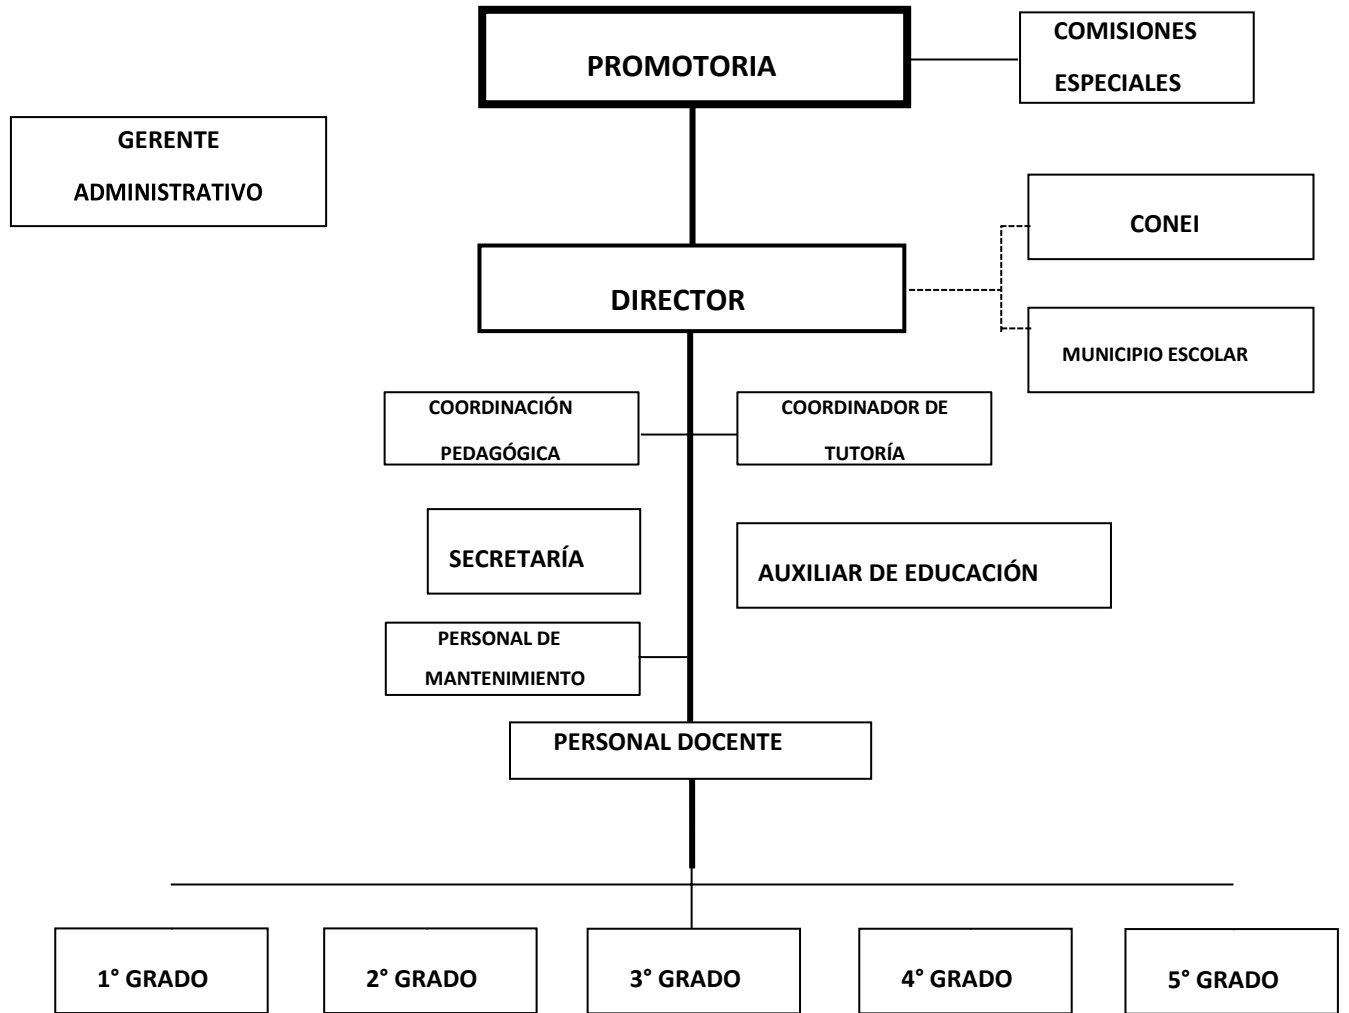 PROMOTORIA
COMISIONES
ESPECIALES
GERENTE
ADMINISTRATIVO
CONEI
DIRECTOR
MUNICIPIO ESCOLAR
COORDINACIÓN
PEDAGÓGICA
COORDINADOR DE
TUTORÍA
SECRETARÍA
AUXILIAR DE EDUCACIÓN
PERSONAL DE
MANTENIMIENTO
PERSONAL DOCENTE
1° GRADO
2° GRADO
3° GRADO
4° GRADO
5° GRADO